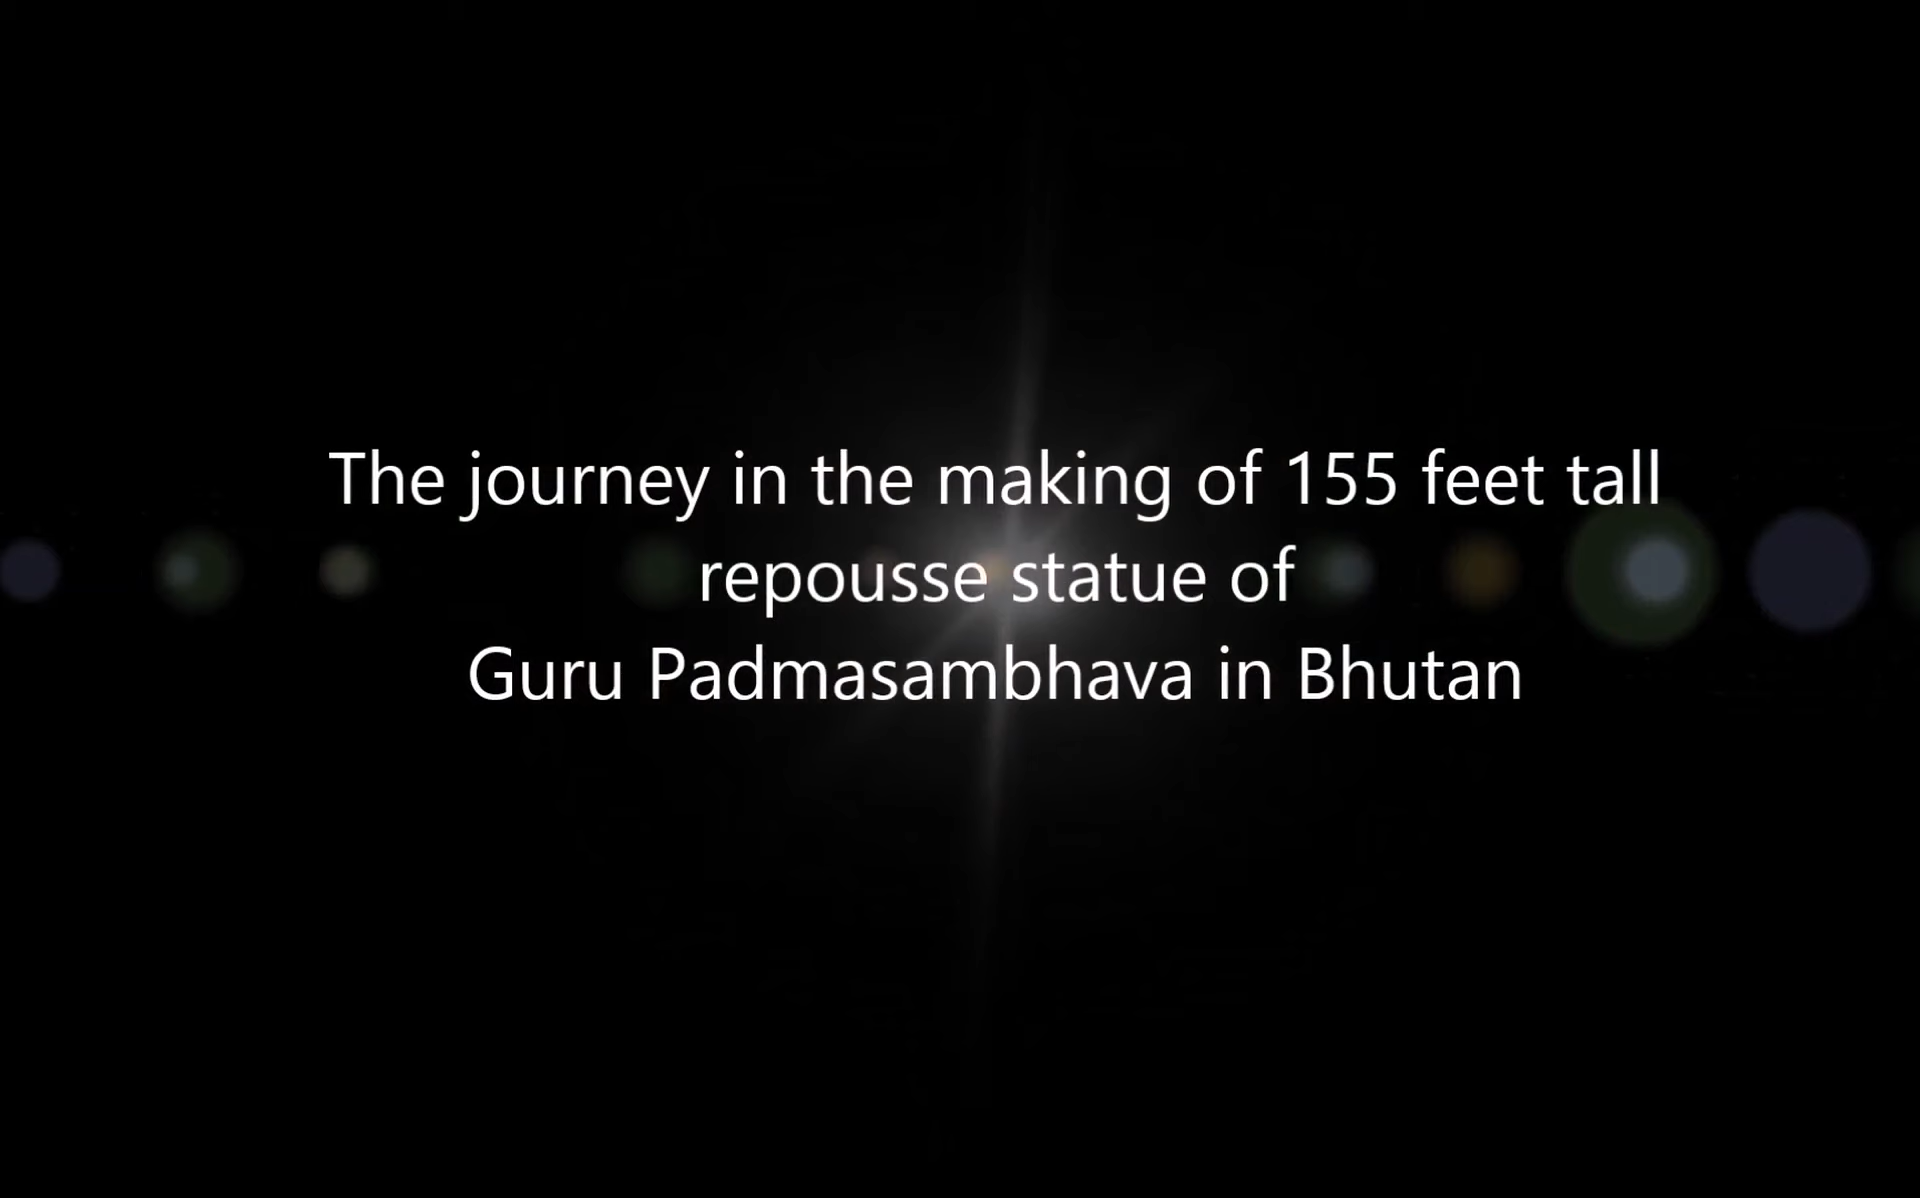 The journey in the making of 155 feet tall
repousse statue of
Guru Padmasambhava in Bhutan